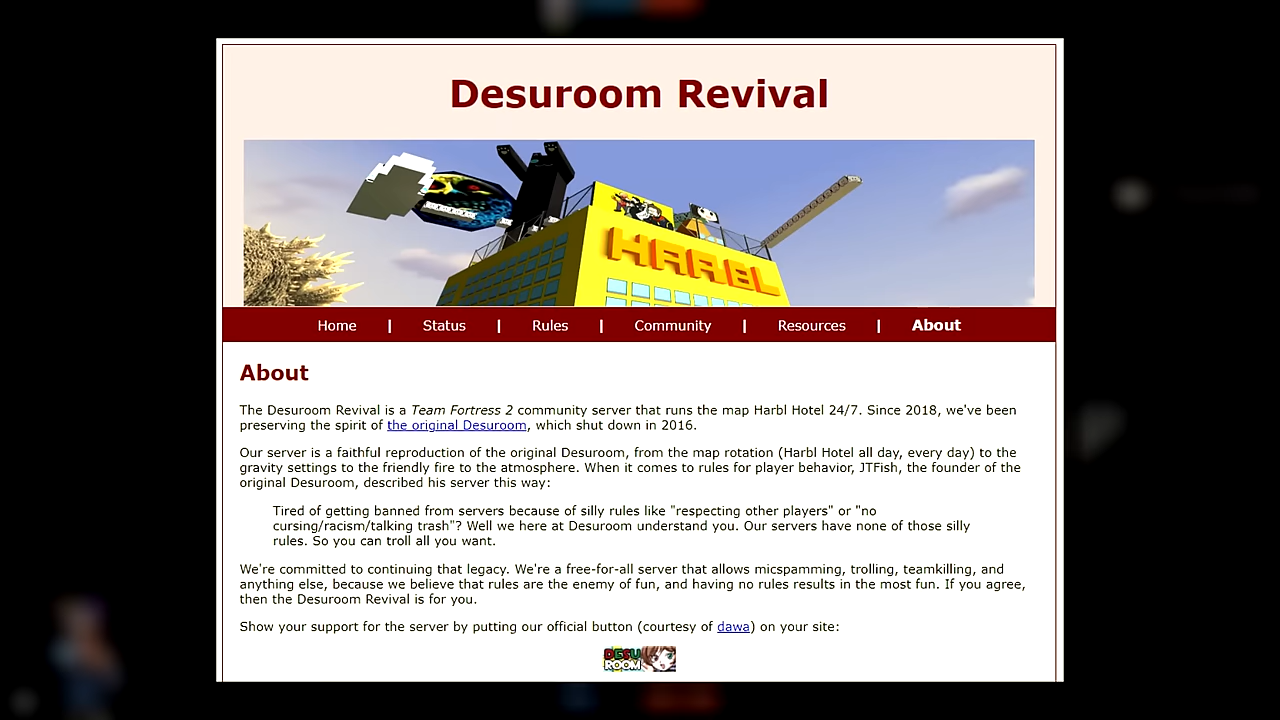 Desuroom Revival
HARBL
Home | Status | Rules | Community | Resources | About
About
The Desuroom Revival is a Team Fortress 2 community server that runs the map Harbl Hotel 24/7. Since 2018, we've been
preserving the spirit of the original Desuroom, which shut down in 2016.
Our server is a faithful reproduction of the original Desuroom, from the map rotation (Harbl Hotel all day, every day) to the
gravity settings to the friendly fire to the atmosphere. When it comes to rules for player behavior, JTFish, the founder of the
original Desuroom, described his server this way:
Tired of getting banned from servers because of silly rules like "respecting other players" or "no
cursing/racism/talking trash"? Well we here at Desuroom understand you. Our servers have none of those silly
rules. So you can troll all you want.
We're committed to continuing that legacy. We're a free-for-all server that allows micspamming, trolling, teamkilling, and
anything else, because we believe that rules are the enemy of fun, and having no rules results in the most fun. If you agree,
then the Desuroom Revival is for you.
Show your support for the server by putting our official button (courtesy of dawa) on your site:
DESU
ROOM